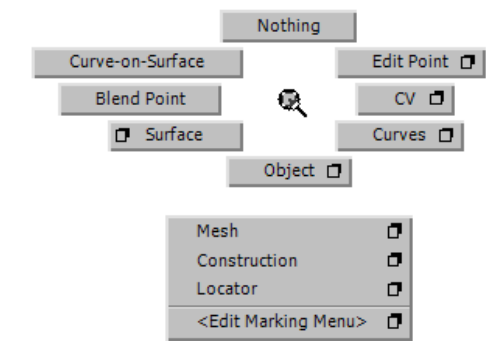 Nothing
Curve-on-Surface
Edit Point
Blend Point
CV
Surface
Curves
Object
Mesh
Construction
Locator
<Edit Marking Menu>